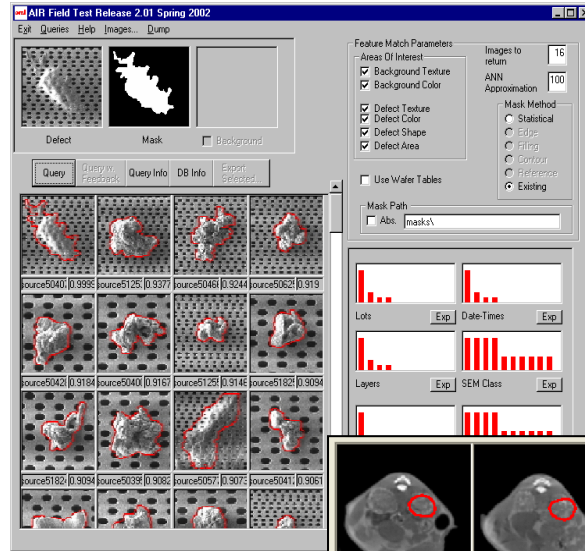 AIR Field Test Release 2.01 Spring 2002
Exit Queries Help Images... Dump
Defect Mask Background
Query Query w. Feedback Query Info DB Info Export Selected...
Feature Match Parameters
Areas Of Interest
Background Texture
Background Color
Defect Texture
Defect Color
Defect Shape
Defect Area
Use Wafer Tables
Images to return 16
ANN Approximation 100
Mask Method
Statistical
Edge
Filing
Contour
Reference
Existing
Mask Path
Abs. masks\
0.9999 0.9377 0.9244 0.919
0.9184 0.9167 0.9146 0.9094
0.9094 0.9082 0.9073 0.9061
Lots Exp Date-Times Exp
Layers Exp SEM Class Exp